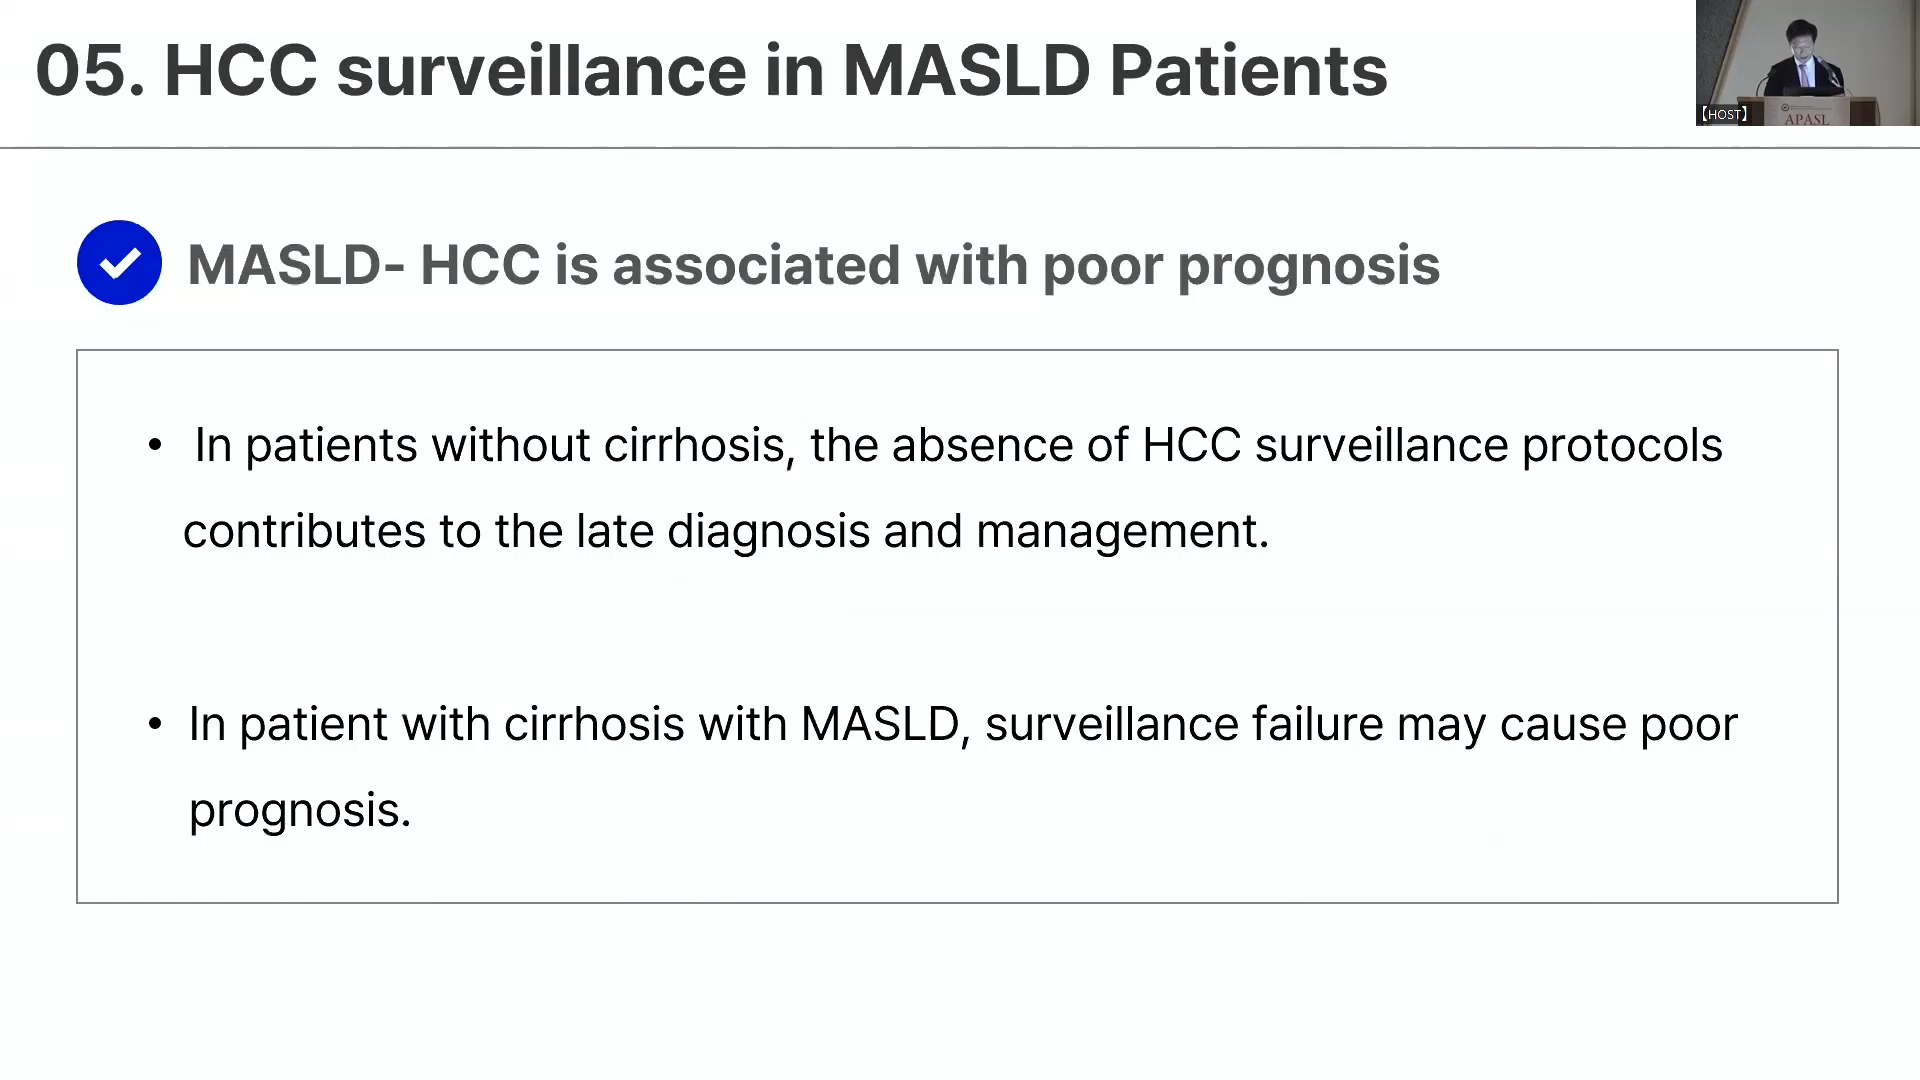 05. HCC surveillance in MASLD Patients
【HOST】
APASL
MASLD- HCC is associated with poor prognosis
• In patients without cirrhosis, the absence of HCC surveillance protocols
contributes to the late diagnosis and management.
• In patient with cirrhosis with MASLD, surveillance failure may cause poor
prognosis.